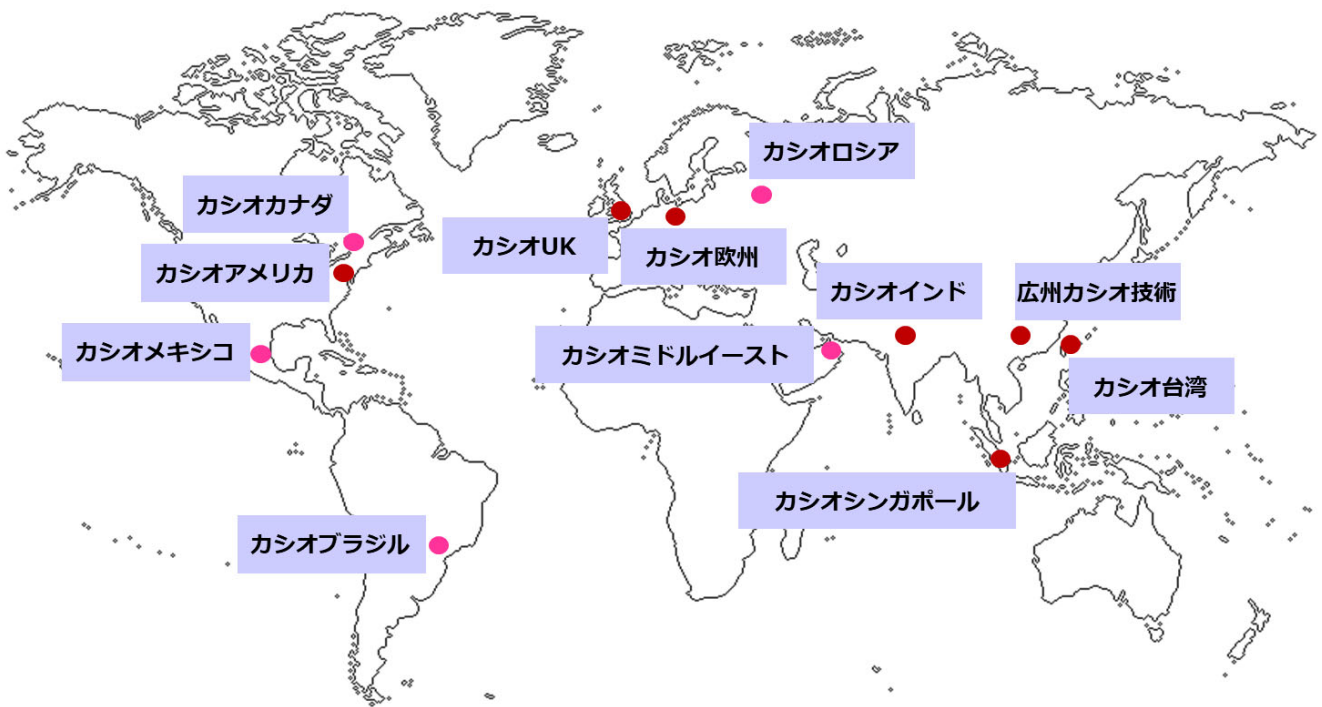 カシオロシア
カシオカナダ
カシオUK
カシオ欧州
カシオアメリカ
カシオインド
広州カシオ技術
カシオメキシコ
カシオミドルイースト
カシオ台湾
カシオシンガポール
カシオブラジル